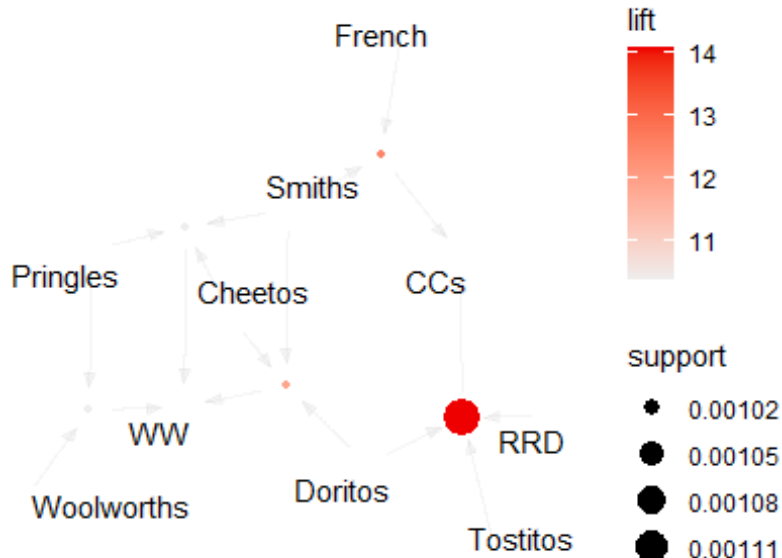 French
Smiths
Pringles
Cheetos
CCs
WW
RRD
Woolworths
Doritos
Tostitos
lift
14
13
12
11
support
0.00102
0.00105
0.00108
0.00111